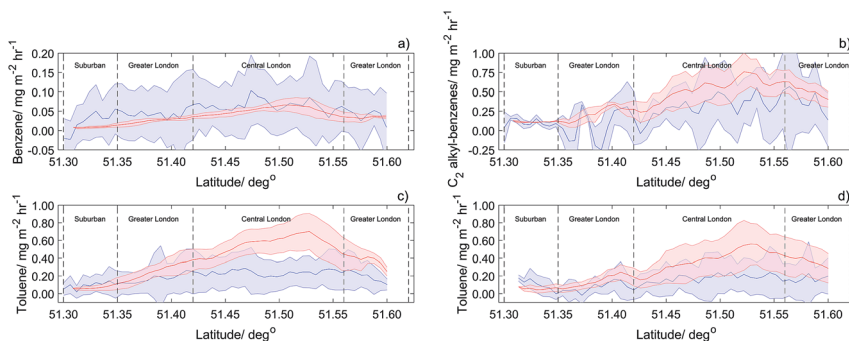 a)
Suburban Greater London Central London Greater London
Benzene/ mg m⁻² hr⁻¹
0.20
0.15
0.10
0.05
0.00
-0.05
51.30 51.35 51.40 51.45 51.50 51.55 51.60
Latitude/ deg°
b)
Suburban Greater London Central London Greater London
C₂ alkyl-benzenes/ mg m⁻² hr⁻¹
1.00
0.75
0.50
0.25
0.00
-0.25
51.30 51.35 51.40 51.45 51.50 51.55 51.60
Latitude/ deg°
c)
Suburban Greater London Central London Greater London
Toluene/ mg m⁻² hr⁻¹
1.00
0.80
0.60
0.40
0.20
0.00
51.30 51.35 51.40 51.45 51.50 51.55 51.60
Latitude/ deg°
d)
Suburban Greater London Central London Greater London
Toluene/ mg m⁻² hr⁻¹
1.00
0.80
0.60
0.40
0.20
0.00
51.30 51.35 51.40 51.45 51.50 51.55 51.60
Latitude/ deg°